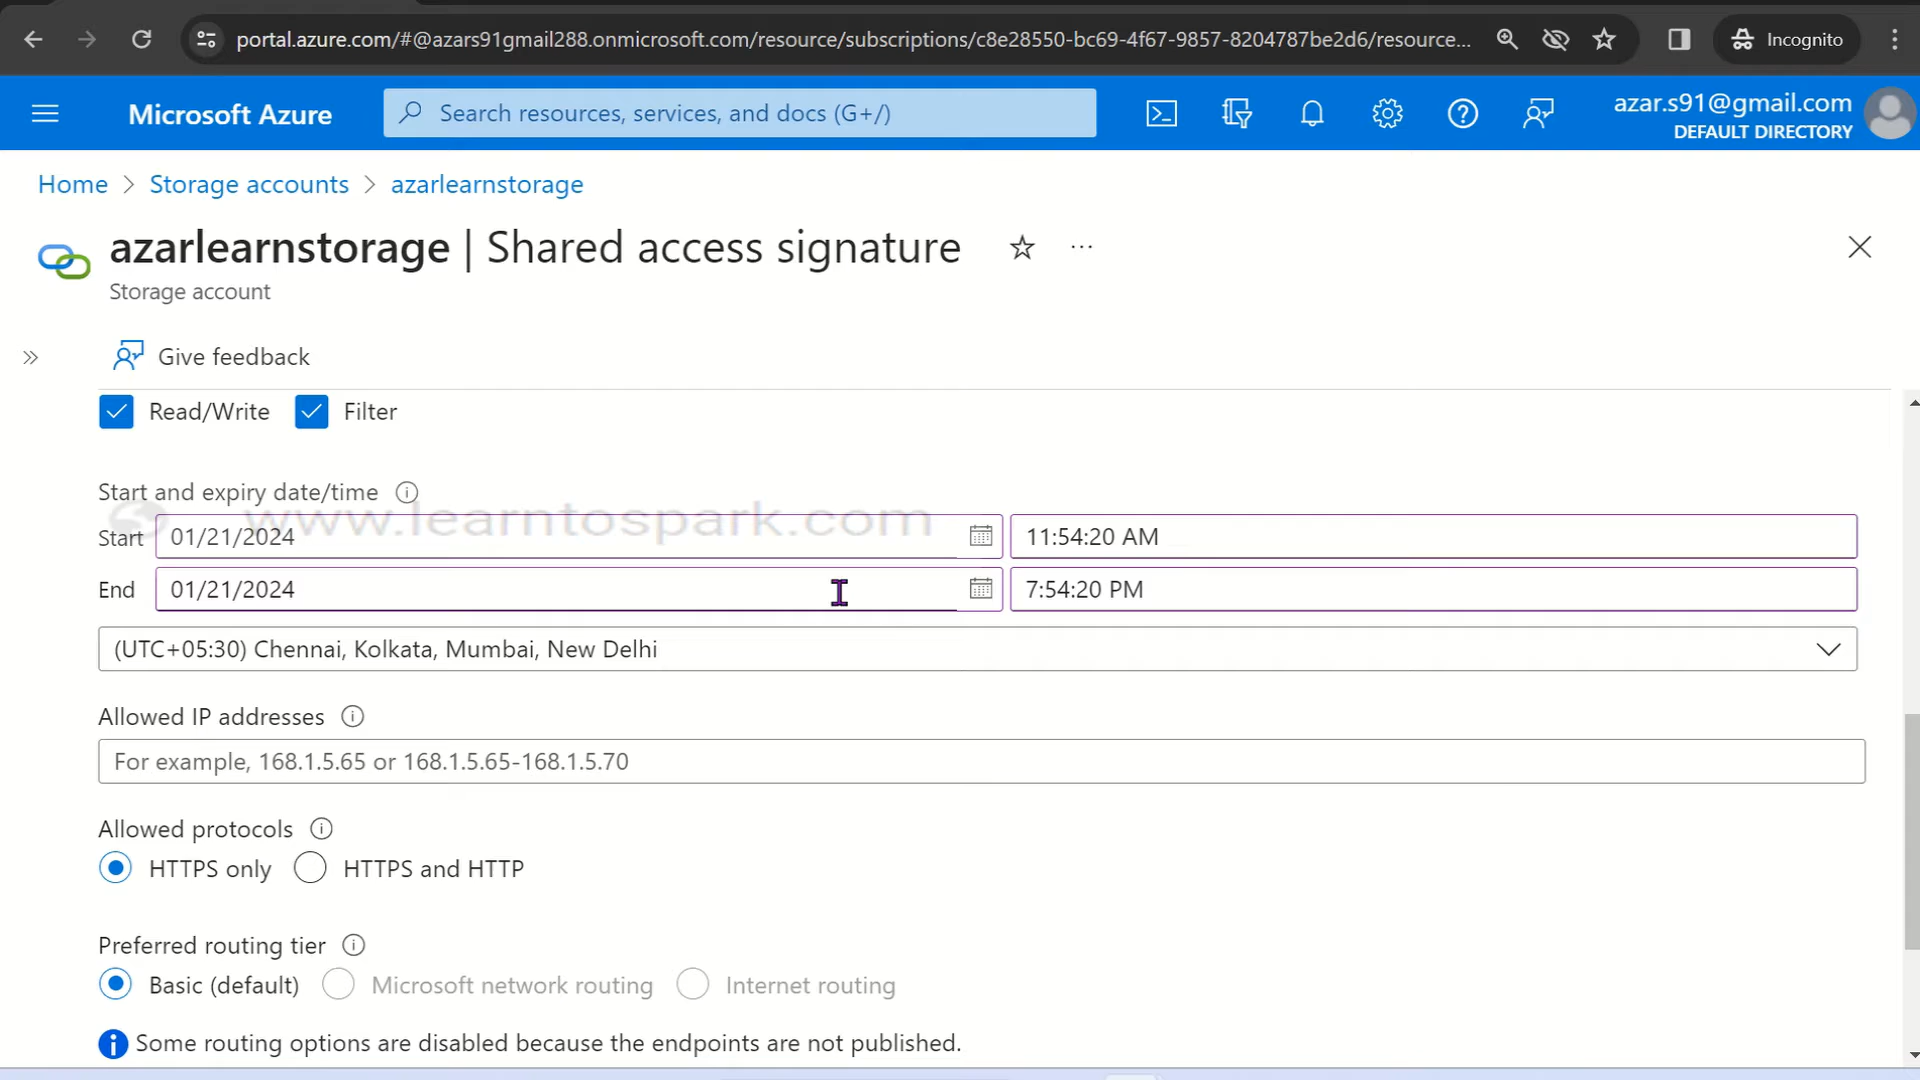 portal.azure.com/#@azars91gmail288.onmicrosoft.com/resource/subscriptions/c8e28550-bc69-4f67-9857-8204787be2d6/resource... Incognito
Microsoft Azure Search resources, services, and docs (G+/) azar.s91@gmail.com
DEFAULT DIRECTORY
Home > Storage accounts > azarlearnstorage
azarlearnstorage | Shared access signature
Storage account
Give feedback
Read/Write Filter
Start and expiry date/time
www.learntospark.com
Start 01/21/2024 11:54:20 AM
End 01/21/2024 7:54:20 PM
(UTC+05:30) Chennai, Kolkata, Mumbai, New Delhi
Allowed IP addresses
For example, 168.1.5.65 or 168.1.5.65-168.1.5.70
Allowed protocols
HTTPS only HTTPS and HTTP
Preferred routing tier
Basic (default) Microsoft network routing Internet routing
Some routing options are disabled because the endpoints are not published.